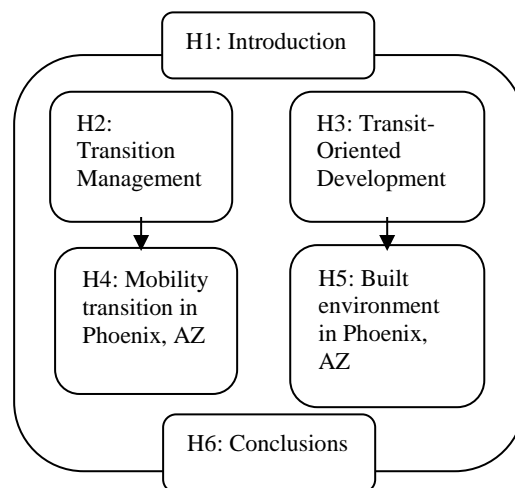 H1: Introduction
H2:
Transition
Management
H3: Transit-
Oriented
Development
H4: Mobility
transition in
Phoenix, AZ
H5: Built
environment
in Phoenix,
AZ
H6: Conclusions